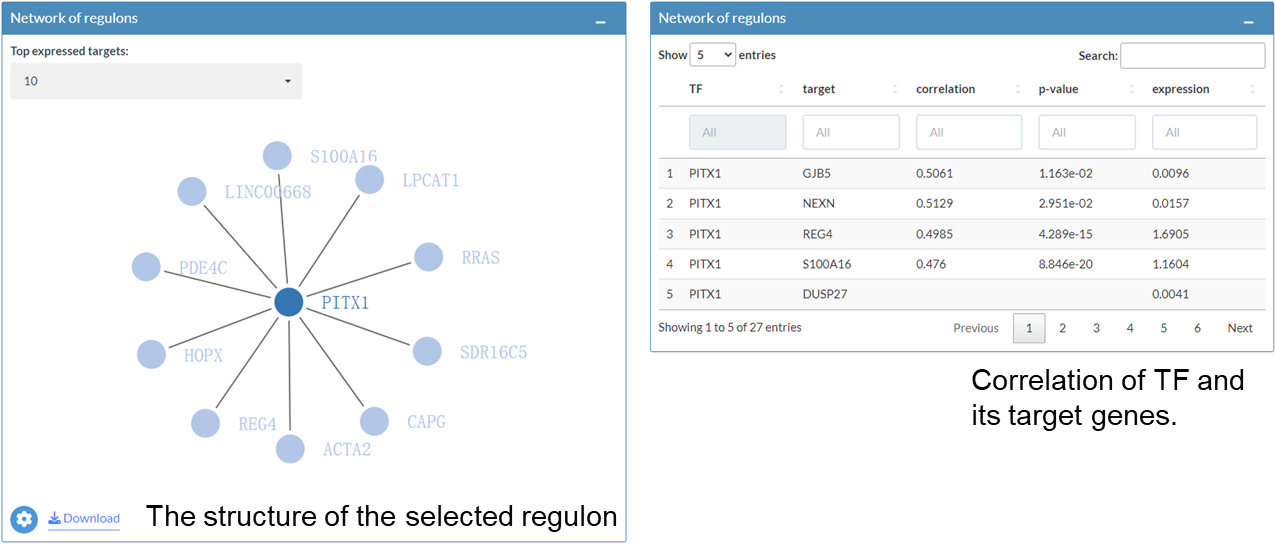 Network of regulons
Top expressed targets:
10
S100A16
LPCAT1
LINC00668
RRAS
PDE4C
PITX1
SDR16C5
HOPX
CAPG
REG4
ACTA2
Download
The structure of the selected regulon
Network of regulons
Show 5 entries Search:
TF target correlation p-value expression
All All All All All
1 PITX1 GJB5 0.5061 1.163e-02 0.0096
2 PITX1 NEXN 0.5129 2.951e-02 0.0157
3 PITX1 REG4 0.4985 4.289e-15 1.6905
4 PITX1 S100A16 0.476 8.846e-20 1.1604
5 PITX1 DUSP27 0.0041
Showing 1 to 5 of 27 entries Previous 1 2 3 4 5 6 Next
Correlation of TF and
its target genes.